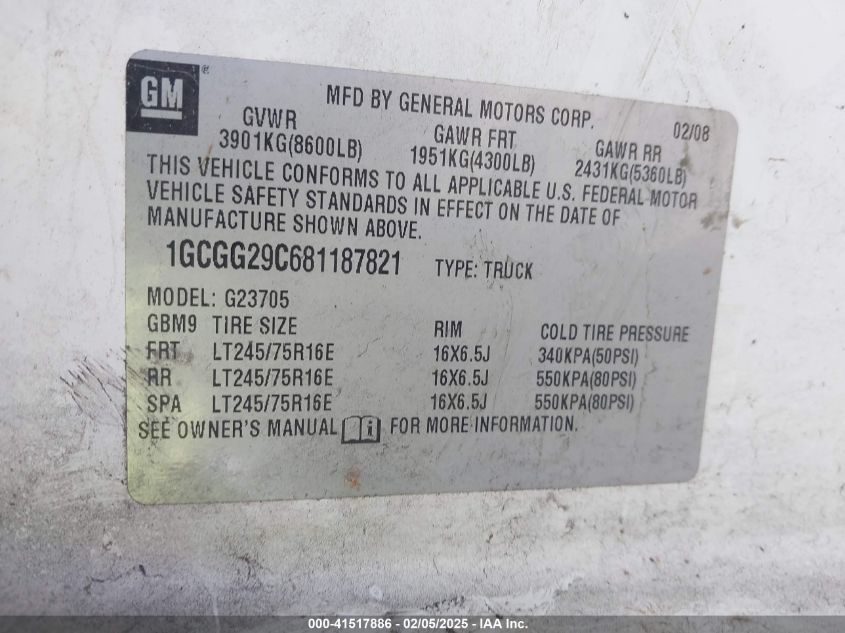 GM ®
MFD BY GENERAL MOTORS CORP. 02/08
GVWR GAWR FRT GAWR RR
3901KG(8600LB) 1951KG(4300LB) 2431KG(5360LB)
THIS VEHICLE CONFORMS TO ALL APPLICABLE U.S. FEDERAL MOTOR
VEHICLE SAFETY STANDARDS IN EFFECT ON THE DATE OF
MANUFACTURE SHOWN ABOVE.
1GCGG29C681187821 TYPE: TRUCK
MODEL: G23705
GBM9 TIRE SIZE RIM COLD TIRE PRESSURE
FRT LT245/75R16E 16X6.5J 340KPA(50PSI)
RR LT245/75R16E 16X6.5J 550KPA(80PSI)
SPA LT245/75R16E 16X6.5J 550KPA(80PSI)
SEE OWNER'S MANUAL i FOR MORE INFORMATION.
000-41517886 - 02/05/2025 - IAA Inc.